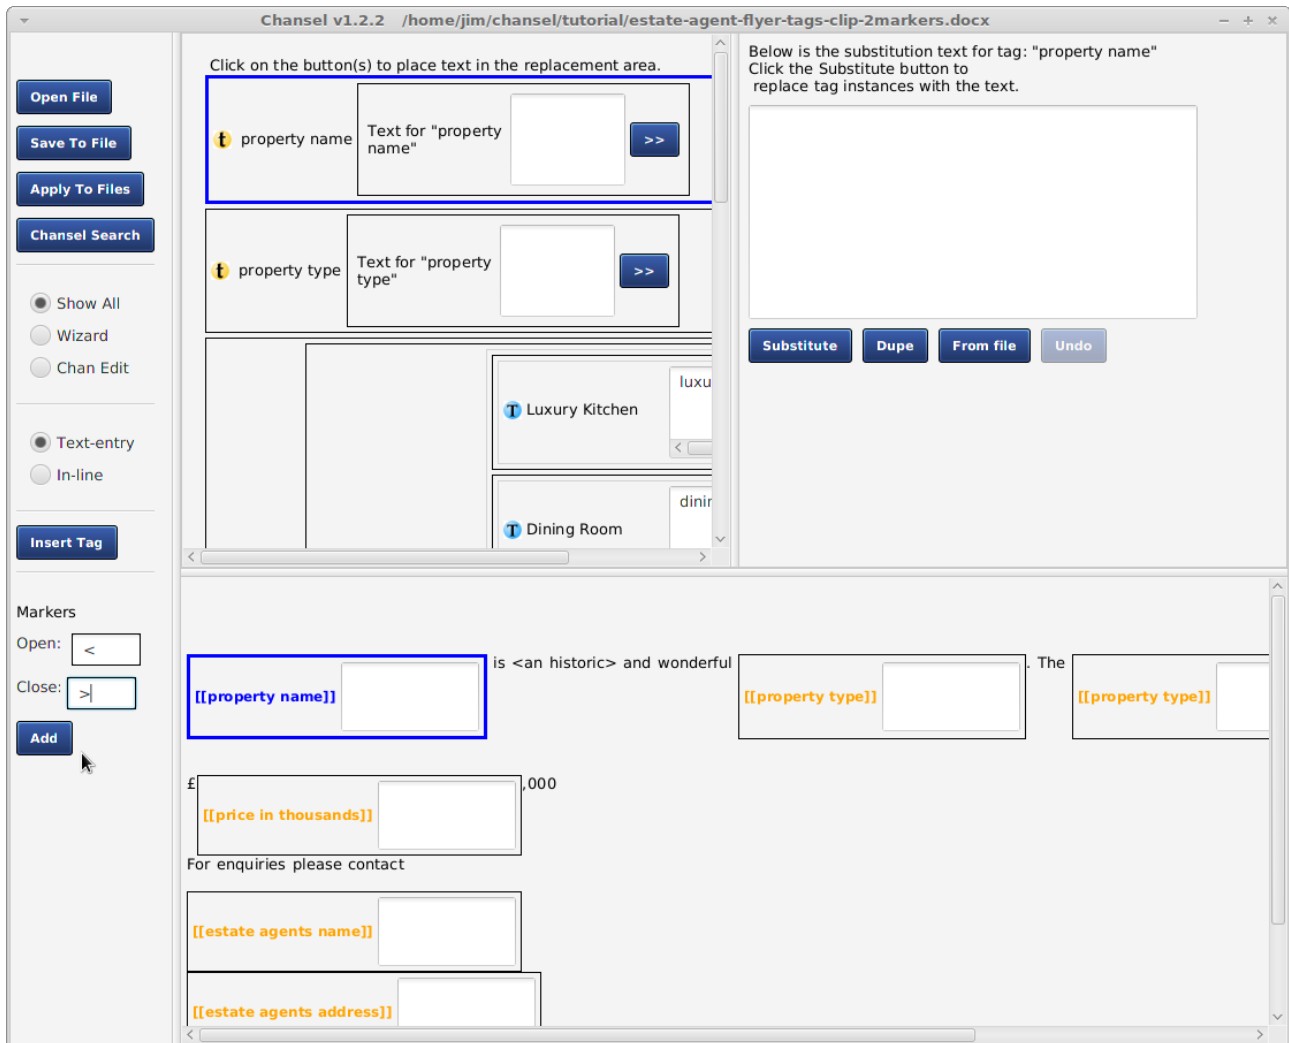 Chansel v1.2.2 /home/jim/chansel/tutorial/estate-agent-flyer-tags-clip-2markers.docx
Open File
Save To File
Apply To Files
Chansel Search
Show All
Wizard
Chan Edit
Text-entry
In-line
Insert Tag
Markers
Open: <
Close: >
Add
Click on the button(s) to place text in the replacement area.
t property name
Text for "property
name"
>>
t property type
Text for "property
type"
>>
T Luxury Kitchen
luxu
T Dining Room
dinir
Below is the substitution text for tag: "property name"
Click the Substitute button to
replace tag instances with the text.
Substitute Dupe From file Undo
[[property name]] is <an historic> and wonderful [[property type]] . The [[property type]]
£ [[price in thousands]] ,000
For enquiries please contact
[[estate agents name]]
[[estate agents address]]